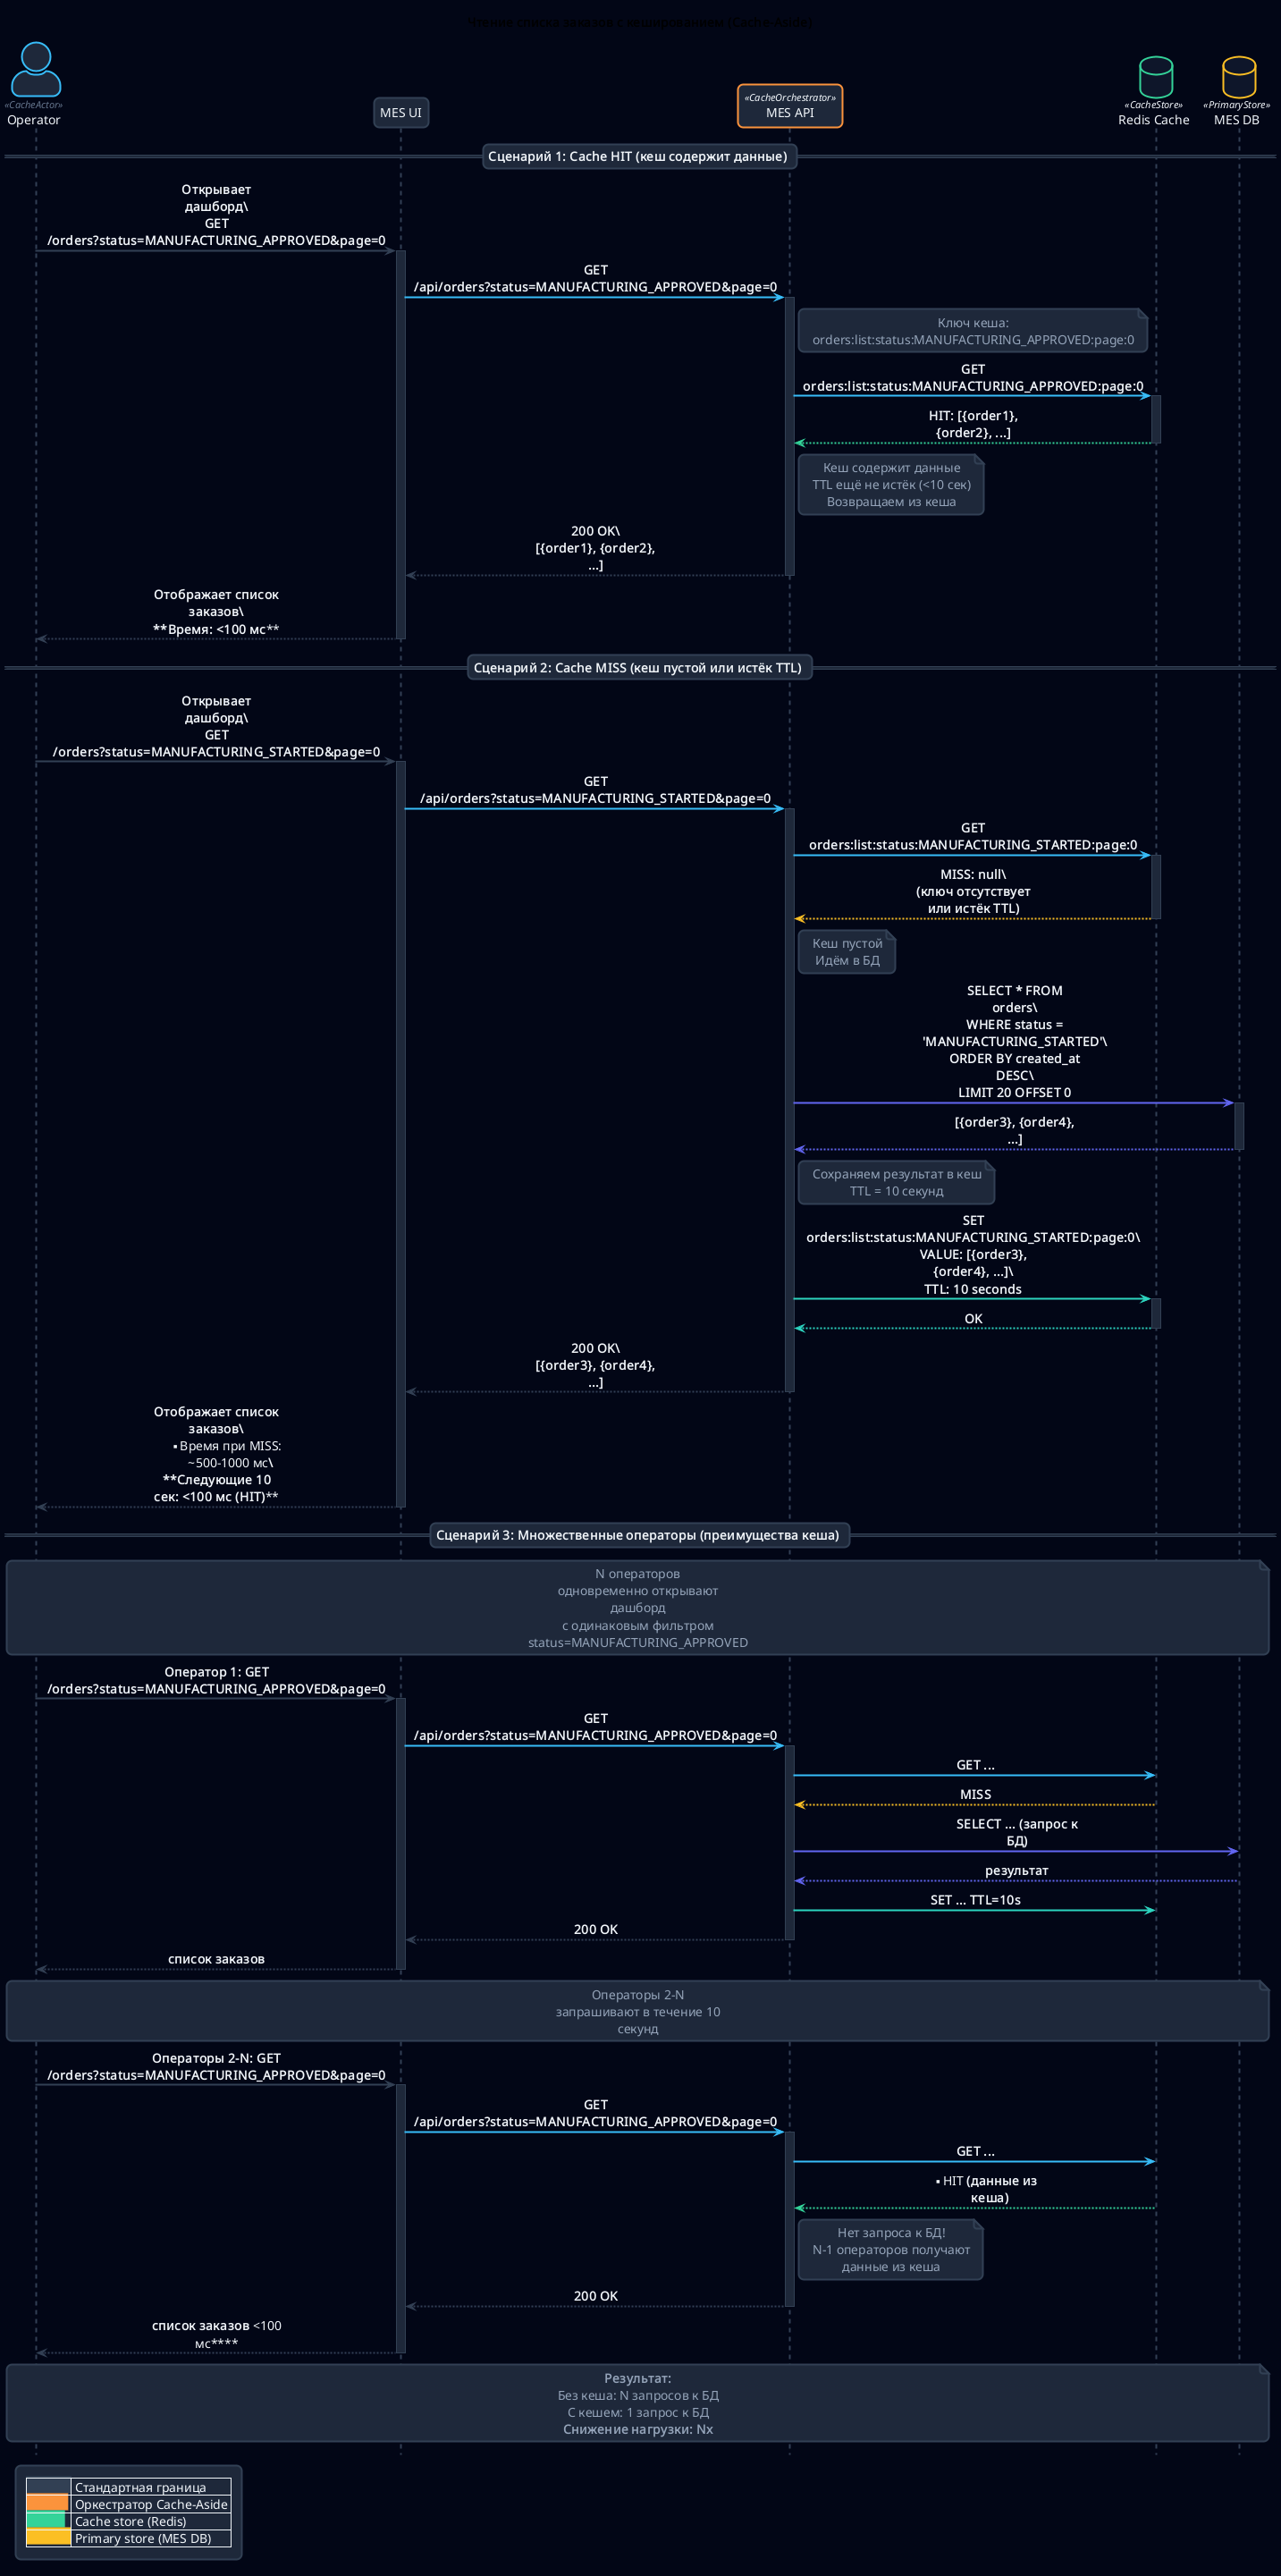 Чтение списка заказов с кешированием (Cache-Aside)
«CacheActor»
Operator
MES UI
«CacheOrchestrator»
MES API
«CacheStore»
Redis Cache
«PrimaryStore»
MES DB
Сценарий 1: Cache HIT (кеш содержит данные)
Открывает
дашборд\
GET
/orders?status=MANUFACTURING_APPROVED&page=0
GET
/api/orders?status=MANUFACTURING_APPROVED&page=0
Ключ кеша:
orders:list:status:MANUFACTURING_APPROVED:page:0
GET
orders:list:status:MANUFACTURING_APPROVED:page:0
HIT: [{order1},
{order2}, ...]
Кеш содержит данные
TTL ещё не истёк (<10 сек)
Возвращаем из кеша
200 OK\
[{order1}, {order2},
...]
Отображает список
заказов\
**Время: <100 мс**
Сценарий 2: Cache MISS (кеш пустой или истёк TTL)
Открывает
дашборд\
GET
/orders?status=MANUFACTURING_STARTED&page=0
GET
/api/orders?status=MANUFACTURING_STARTED&page=0
GET
orders:list:status:MANUFACTURING_STARTED:page:0
MISS: null\
(ключ отсутствует
или истёк TTL)
Кеш пустой
Идём в БД
SELECT * FROM
orders\
WHERE status =
'MANUFACTURING_STARTED'\
ORDER BY created_at
DESC\
LIMIT 20 OFFSET 0
[{order3}, {order4},
...]
Сохраняем результат в кеш
TTL = 10 секунд
SET
orders:list:status:MANUFACTURING_STARTED:page:0\
VALUE: [{order3},
{order4}, ...]\
TTL: 10 seconds
OK
200 OK\
[{order3}, {order4},
...]
Отображает список
заказов\
▪ Время при MISS:
~500-1000 мс\
**Следующие 10
сек: <100 мс (HIT)**
Сценарий 3: Множественные операторы (преимущества кеша)
N операторов
одновременно открывают
дашборд
с одинаковым фильтром
status=MANUFACTURING_APPROVED
Оператор 1: GET
/orders?status=MANUFACTURING_APPROVED&page=0
GET
/api/orders?status=MANUFACTURING_APPROVED&page=0
GET ...
MISS
SELECT ... (запрос к
БД)
результат
SET ... TTL=10s
200 OK
список заказов
Операторы 2-N
запрашивают в течение 10
секунд
Операторы 2-N: GET
/orders?status=MANUFACTURING_APPROVED&page=0
GET
/api/orders?status=MANUFACTURING_APPROVED&page=0
GET ...
▪ HIT (данные из
кеша)
Нет запроса к БД!
N-1 операторов получают
данные из кеша
200 OK
список заказов <100
мс****
Результат:
Без кеша: N запросов к БД
С кешем: 1 запрос к БД
Снижение нагрузки: Nx
Стандартная граница
Оркестратор Cache-Aside
Cache store (Redis)
Primary store (MES DB)